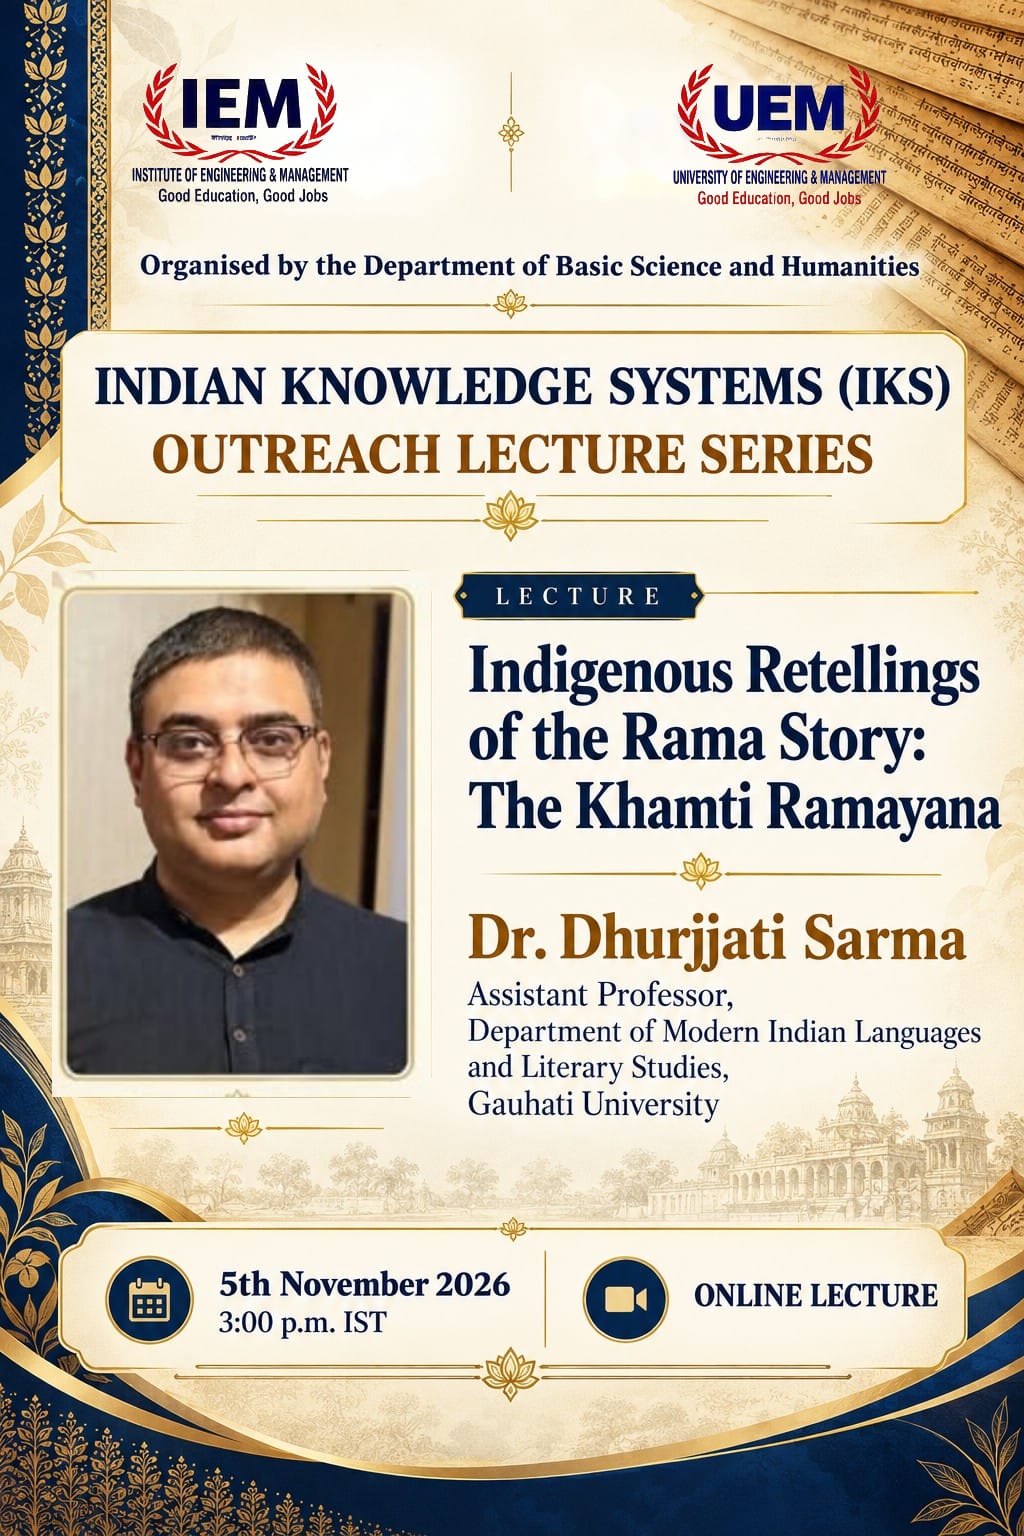 IEM
INSTITUTE OF ENGINEERING & MANAGEMENT
Good Education, Good Jobs
UEM
UNIVERSITY OF ENGINEERING & MANAGEMENT
Good Education, Good Jobs
Organised by the Department of Basic Science and Humanities
INDIAN KNOWLEDGE SYSTEMS (IKS)
OUTREACH LECTURE SERIES
LECTURE
Indigenous Retellings
of the Rama Story:
The Khamti Ramayana
Dr. Dhurjjati Sarma
Assistant Professor,
Department of Modern Indian Languages
and Literary Studies,
Gauhati University
5th November 2026
3:00 p.m. IST
ONLINE LECTURE